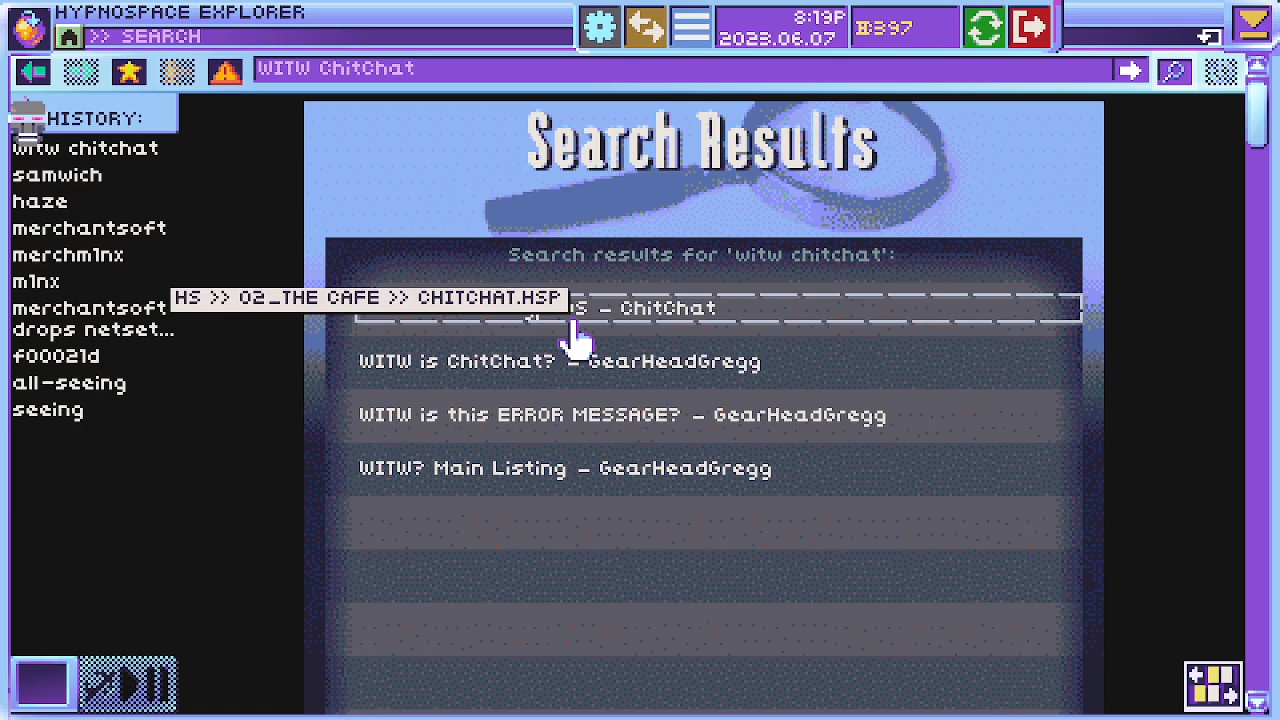 HYPNOSPACE EXPLORER
>> SEARCH
8:19P
2023.06.07
397
WITW ChitChat
HISTORY:
witw chitchat
samwich
haze
merchantsoft
merchm1nx
m1nx
merchantsoft
drops netset...
f00021d
all-seeing
seeing
Search Results
Search results for 'witw chitchat':
HS >> 02_THE CAFE >> CHITCHAT.HSP
S - ChitChat
WITW is ChitChat? - GearHeadGregg
WITW is this ERROR MESSAGE? - GearHeadGregg
WITW? Main Listing - GearHeadGregg